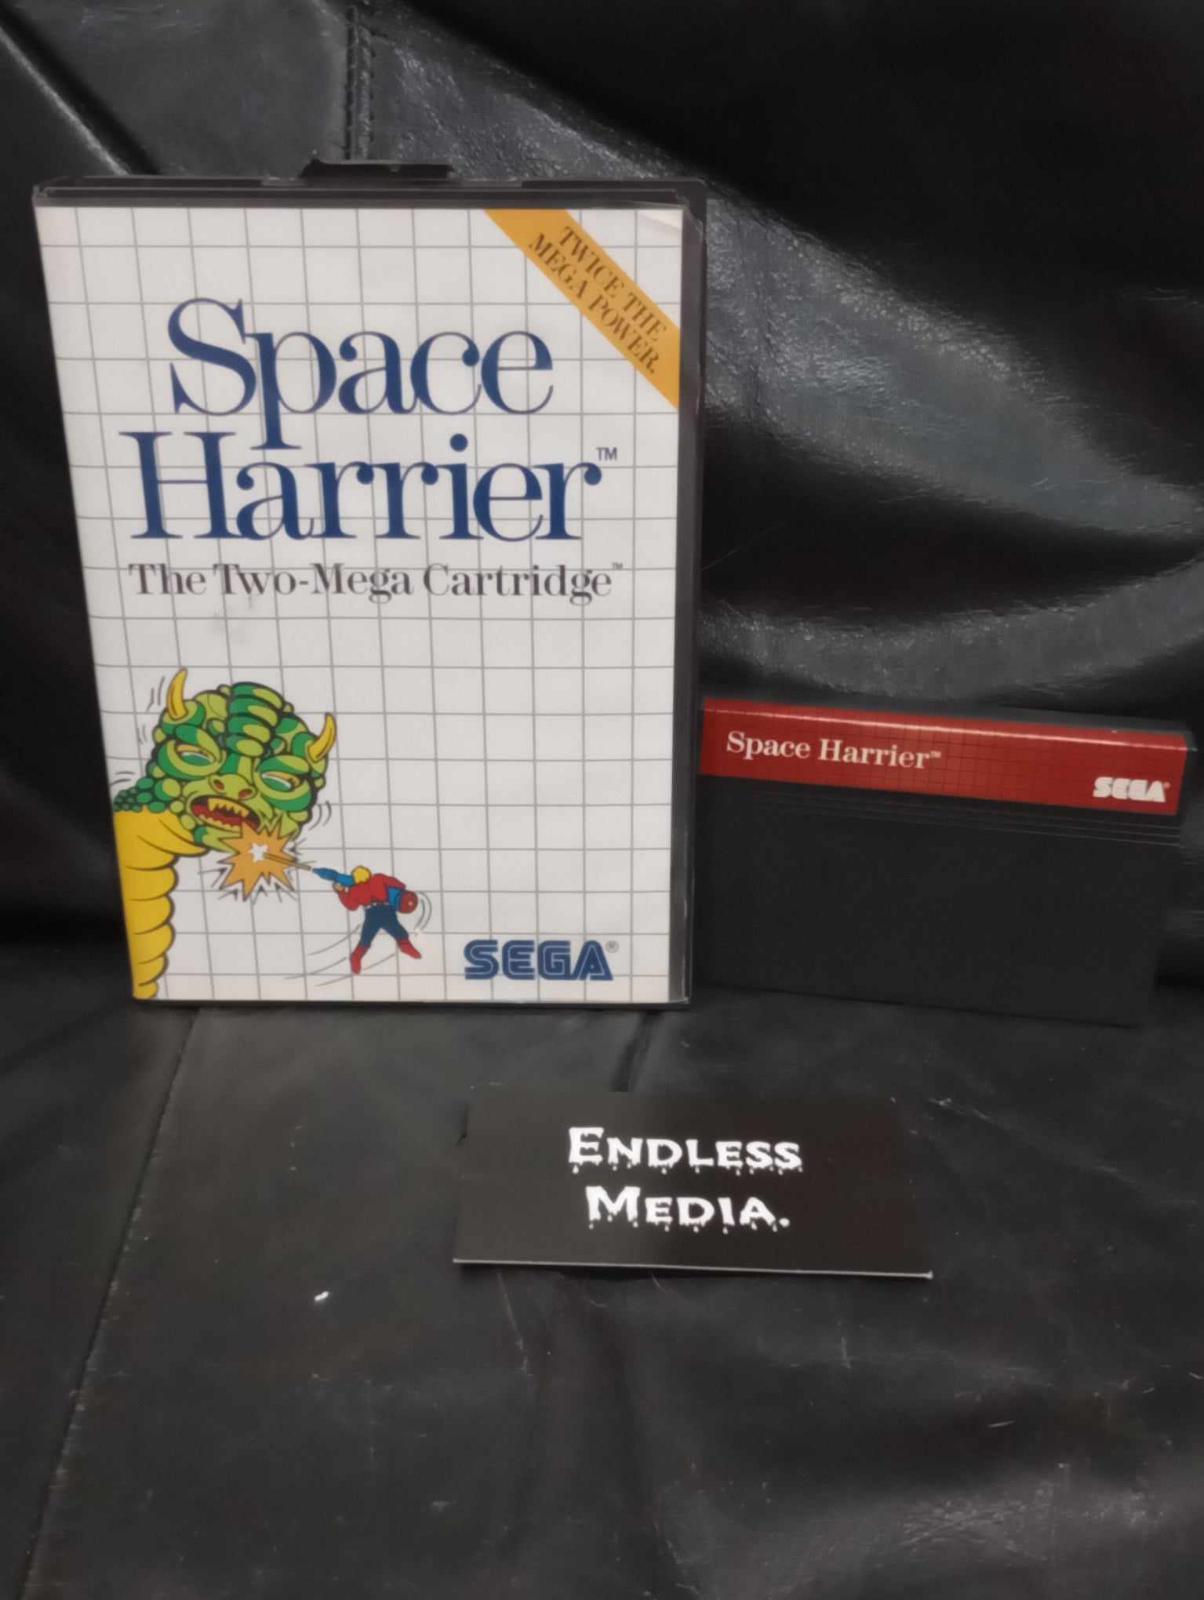 TWICE THE
MEGA POWER.
Space
Harrier™
The Two-Mega Cartridge™
SEGA®
Space Harrier™
SEGA®
ENDLESS
MEDIA.